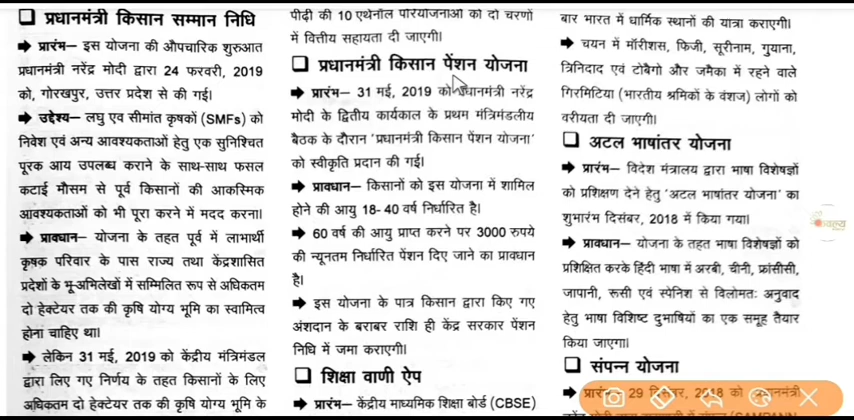 ❑ प्रधानमंत्री किसान सम्मान निधि
➡ प्रारंभ– इस योजना की औपचारिक शुरुआत
प्रधानमंत्री नरेंद्र मोदी द्वारा 24 फरवरी, 2019
को, गोरखपुर, उत्तर प्रदेश से की गई।
➡ उद्देश्य– लघु एव सीमांत कृषकों (SMFs) को
निवेश एवं अन्य आवश्यकताओं हेतु एक सुनिश्चित
पूरक आय उपलब्ध कराने के साथ-साथ फसल
कटाई मौसम से पूर्व किसानों की आकस्मिक
आवश्यकताओं को भी पूरा करने में मदद करना।
➡ प्रावधान– योजना के तहत पूर्व में लाभार्थी
कृषक परिवार के पास राज्य तथा केंद्रशासित
प्रदेशों के भू-अभिलेखों में सम्मिलित रूप से अधिकतम
दो हेक्टेयर तक की कृषि योग्य भूमि का स्वामित्व
होना चाहिए था।
➡ लेकिन 31 मई, 2019 को केंद्रीय मंत्रिमंडल
द्वारा लिए गए निर्णय के तहत किसानों के लिए
अधिकतम दो हेक्टेयर तक की कृषि योग्य भूमि के
पीढ़ी की 10 एथेनॉल परियोजनाओं को दो चरणों
में वित्तीय सहायता दी जाएगी।
❑ प्रधानमंत्री किसान पेंशन योजना
➡ प्रारंभ– 31 मई, 2019 को प्रधानमंत्री नरेंद्र
मोदी के द्वितीय कार्यकाल के प्रथम मंत्रिमंडलीय
बैठक के दौरान 'प्रधानमंत्री किसान पेंशन योजना'
को स्वीकृति प्रदान की गई।
➡ प्रावधान– किसानों को इस योजना में शामिल
होने की आयु 18- 40 वर्ष निर्धारित है।
➡ 60 वर्ष की आयु प्राप्त करने पर 3000 रुपये
की न्यूनतम निर्धारित पेंशन दिए जाने का प्रावधान
है।
➡ इस योजना के पात्र किसान द्वारा किए गए
अंशदान के बराबर राशि ही केंद्र सरकार पेंशन
निधि में जमा कराएगी।
❑ शिक्षा वाणी ऐप
➡ प्रारंभ– केंद्रीय माध्यमिक शिक्षा बोर्ड (CBSE)
बार भारत में धार्मिक स्थानों की यात्रा कराएगी।
➡ चयन में मॉरीशस, फिजी, सूरीनाम, गुयाना,
त्रिनिदाद एवं टोबैगो और जमैका में रहने वाले
गिरमिटिया (भारतीय श्रमिकों के वंशज) लोगों को
वरीयता दी जाएगी।
❑ अटल भाषांतर योजना
➡ प्रारंभ– विदेश मंत्रालय द्वारा भाषा विशेषज्ञों
को प्रशिक्षण देने हेतु 'अटल भाषांतर योजना' का
शुभारंभ दिसंबर, 2018 में किया गया।
➡ प्रावधान– योजना के तहत भाषा विशेषज्ञों को
प्रशिक्षित करके हिंदी भाषा में अरबी, चीनी, फ्रांसीसी,
जापानी, रूसी एवं स्पेनिश से विलोमतः अनुवाद
हेतु भाषा विशिष्ट दुभाषियों का एक समूह तैयार
किया जाएगा।
❑ संपन्न योजना
➡ प्रारंभ– 29 दिसंबर, 2018 को प्रधानमंत्री